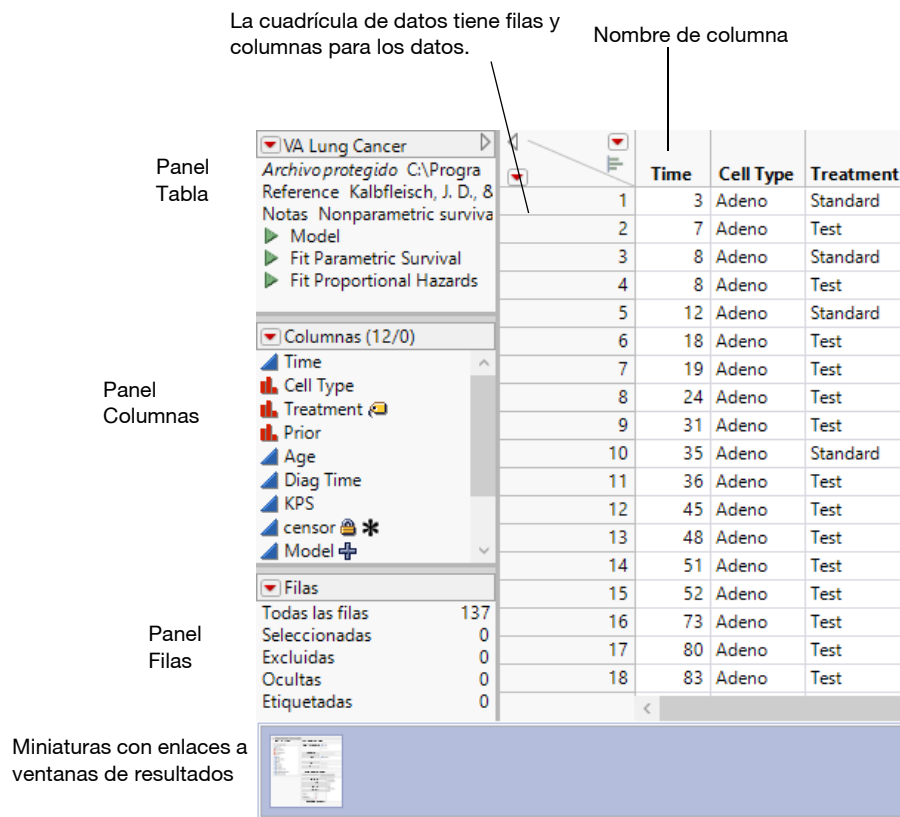 La cuadrícula de datos tiene filas y
columnas para los datos.
Nombre de columna
Panel
Tabla
VA Lung Cancer
Archivo protegido C:\Progra
Reference Kalbfleisch, J. D., &
Notas Nonparametric surviva
Model
Fit Parametric Survival
Fit Proportional Hazards
Panel
Columnas
Columnas (12/0)
Time
Cell Type
Treatment
Prior
Age
Diag Time
KPS
censor
Model
Panel
Filas
Filas
Todas las filas 137
Seleccionadas 0
Excluidas 0
Ocultas 0
Etiquetadas 0
Time Cell Type Treatment
1 3 Adeno Standard
2 7 Adeno Test
3 8 Adeno Standard
4 8 Adeno Test
5 12 Adeno Standard
6 18 Adeno Test
7 19 Adeno Test
8 24 Adeno Test
9 31 Adeno Test
10 35 Adeno Standard
11 36 Adeno Test
12 45 Adeno Test
13 48 Adeno Test
14 51 Adeno Test
15 52 Adeno Test
16 73 Adeno Test
17 80 Adeno Test
18 83 Adeno Test
Miniaturas con enlaces a
ventanas de resultados